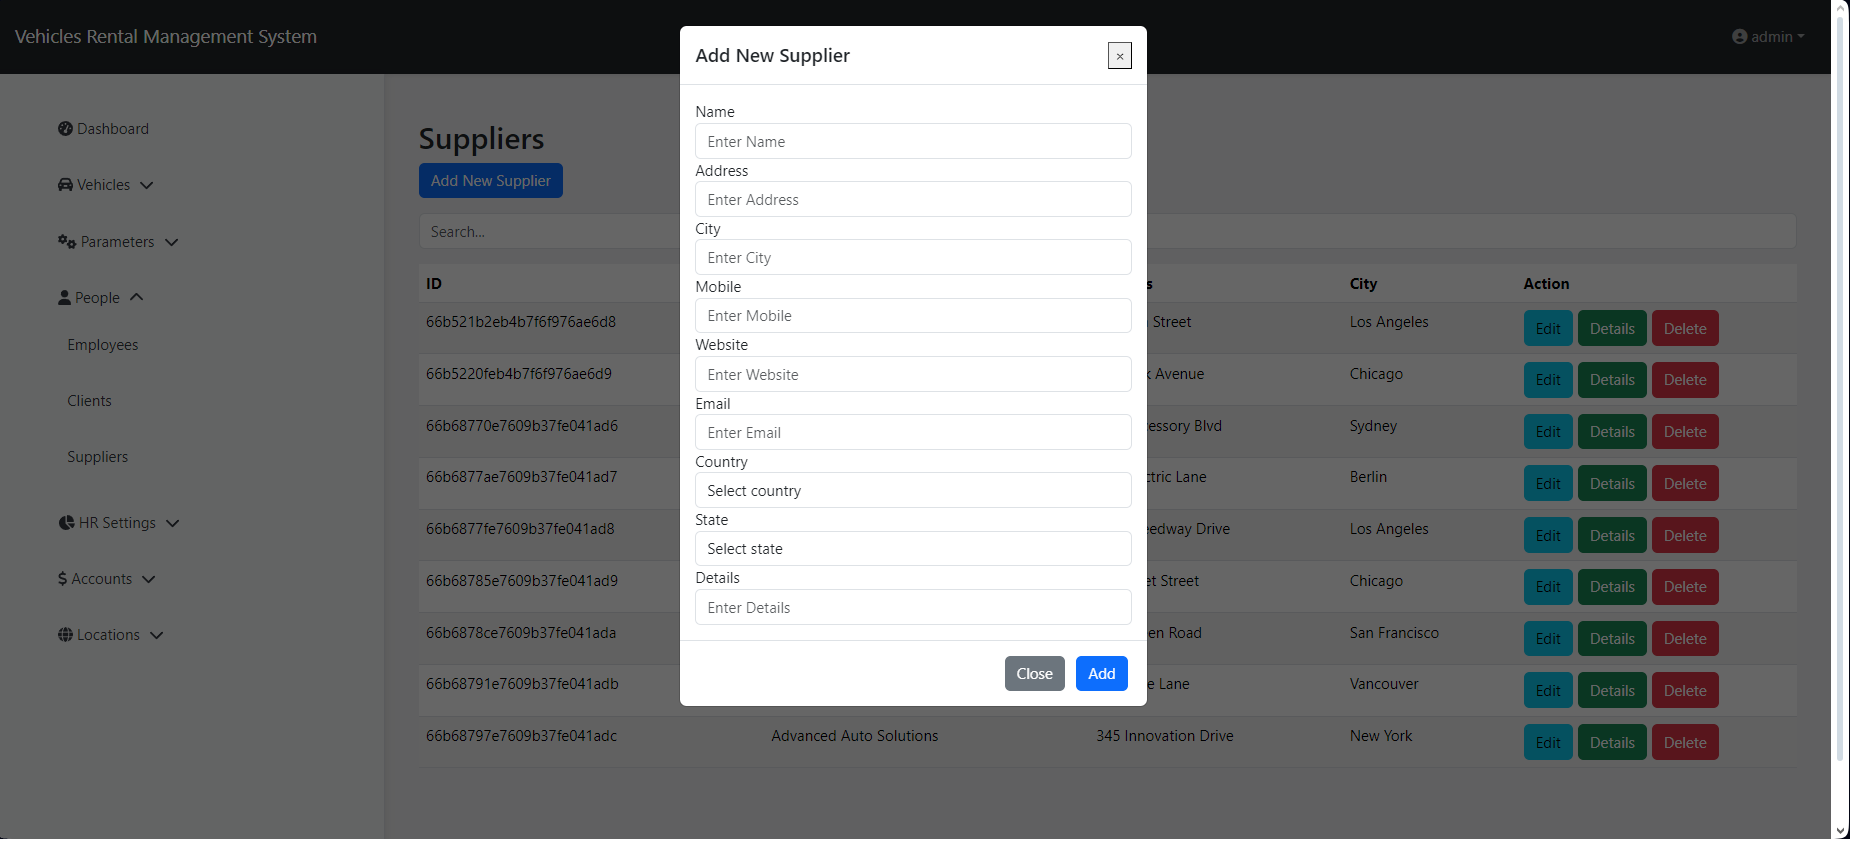 Vehicles Rental Management System
admin
Dashboard
Vehicles
Parameters
People
Employees
Clients
Suppliers
HR Settings
Accounts
Locations
Suppliers
Add New Supplier
Search...
ID City Action
66b521b2eb4b7f6f976ae6d8 Street Los Angeles Edit Details Delete
66b5220feb4b7f6f976ae6d9 Avenue Chicago Edit Details Delete
66b68770e7609b37fe041ad6 Blvd Sydney Edit Details Delete
66b6877ae7609b37fe041ad7 Lane Berlin Edit Details Delete
66b6877fe7609b37fe041ad8 Drive Los Angeles Edit Details Delete
66b68785e7609b37fe041ad9 Street Chicago Edit Details Delete
66b6878ce7609b37fe041ada Road San Francisco Edit Details Delete
66b68791e7609b37fe041adb Lane Vancouver Edit Details Delete
66b68797e7609b37fe041adc Advanced Auto Solutions 345 Innovation Drive New York Edit Details Delete
Add New Supplier ×
Name
Enter Name
Address
Enter Address
City
Enter City
Mobile
Enter Mobile
Website
Enter Website
Email
Enter Email
Country
Select country
State
Select state
Details
Enter Details
Close Add